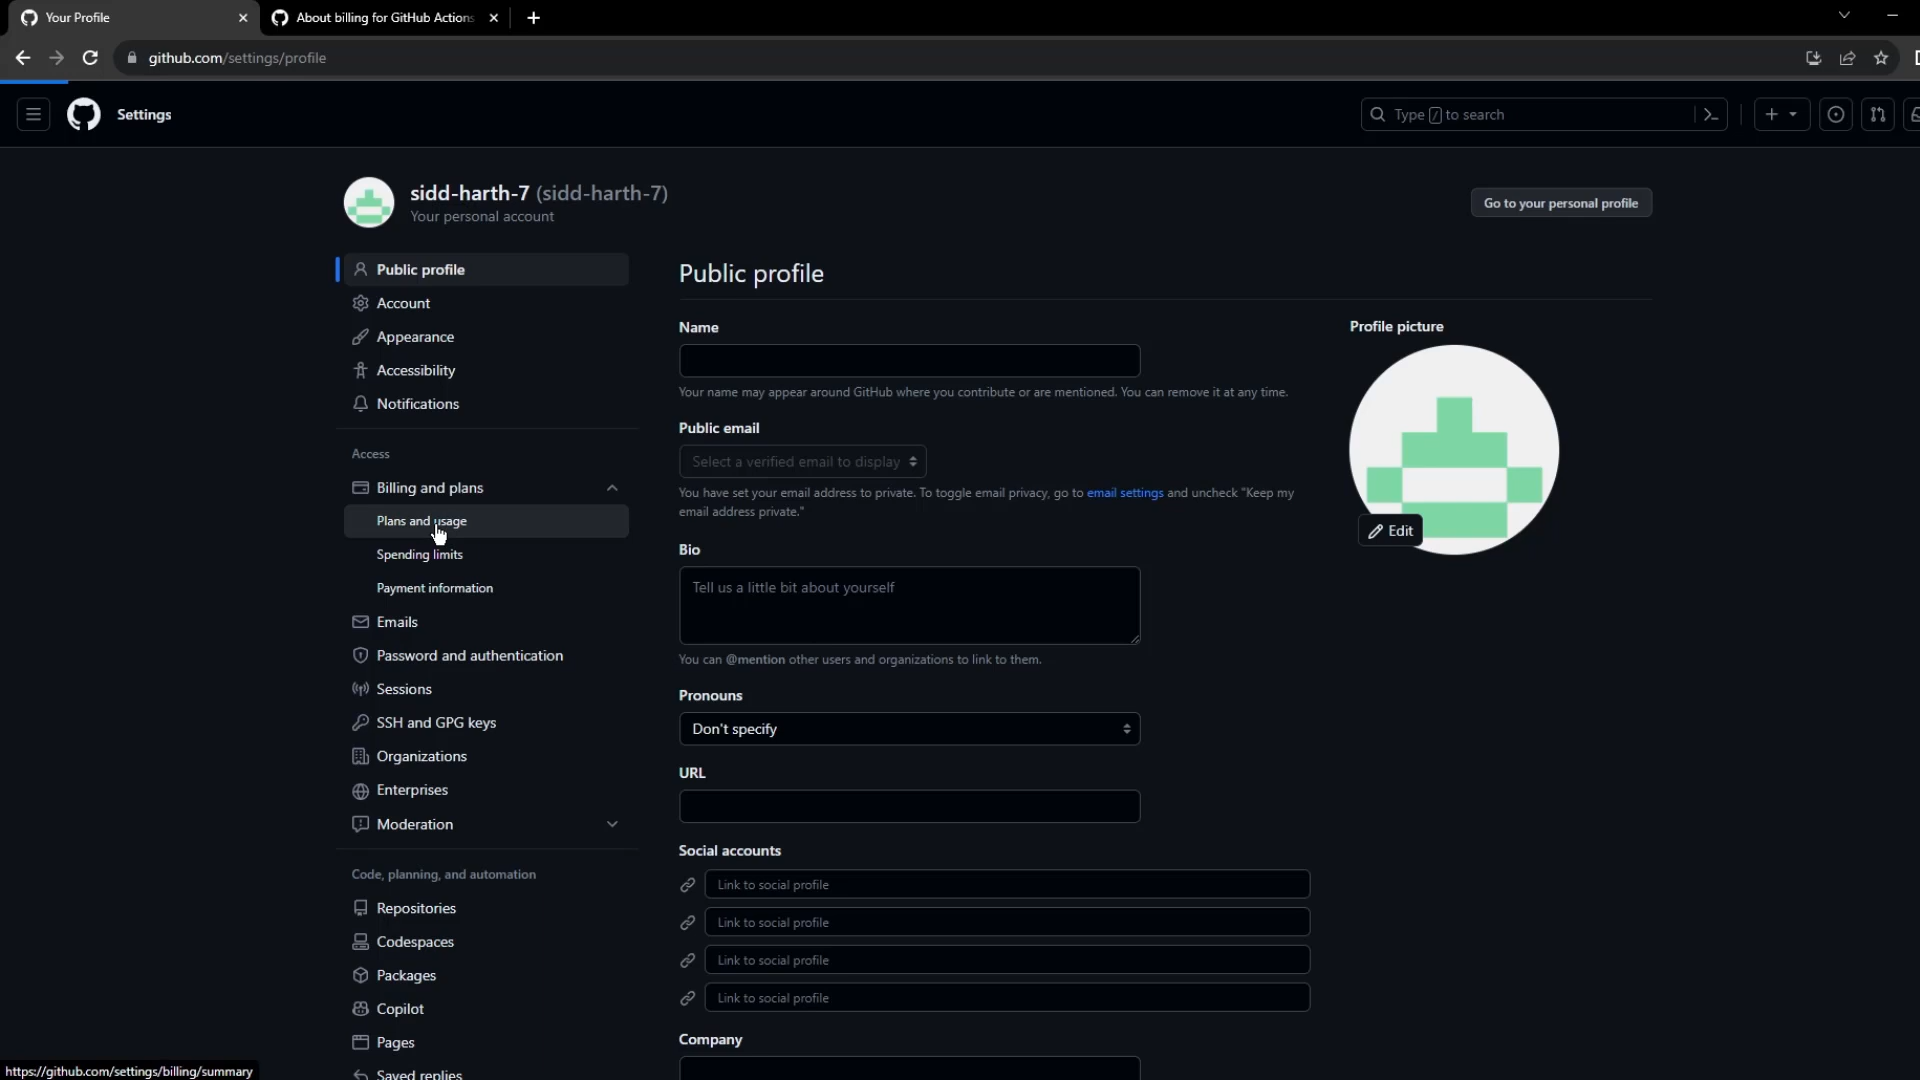 Your Profile
About billing for GitHub Actions
github.com/settings/profile
Settings
Type / to search
sidd-harth-7 (sidd-harth-7)
Your personal account
Go to your personal profile
Public profile
Account
Appearance
Accessibility
Notifications
Access
Billing and plans
Plans and usage
Spending limits
Payment information
Emails
Password and authentication
Sessions
SSH and GPG keys
Organizations
Enterprises
Moderation
Code, planning, and automation
Repositories
Codespaces
Packages
Copilot
Pages
Saved replies
Public profile
Name
Your name may appear around GitHub where you contribute or are mentioned. You can remove it at any time.
Public email
Select a verified email to display
You have set your email address to private. To toggle email privacy, go to email settings and uncheck "Keep my
email address private."
Bio
Tell us a little bit about yourself
You can @mention other users and organizations to link to them.
Pronouns
Don't specify
URL
Social accounts
Link to social profile
Link to social profile
Link to social profile
Link to social profile
Company
Profile picture
Edit
https://github.com/settings/billing/summary